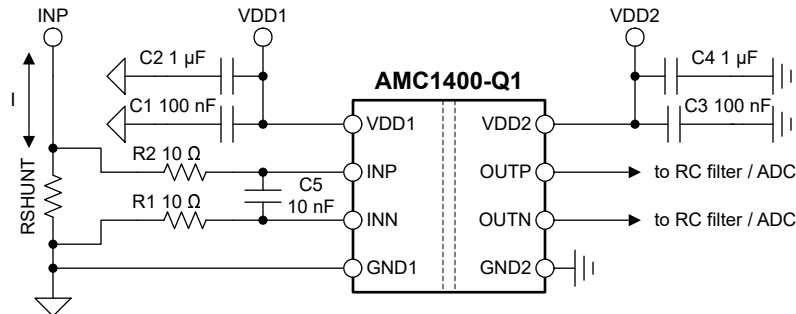 INP
VDD1
VDD2
C2 1 µF
C4 1 µF
AMC1400-Q1
C1 100 nF
C3 100 nF
I
VDD1
VDD2
R2 10 Ω
INP
OUTP
to RC filter / ADC
C5
10 nF
RSHUNT
R1 10 Ω
INN
OUTN
to RC filter / ADC
GND1
GND2